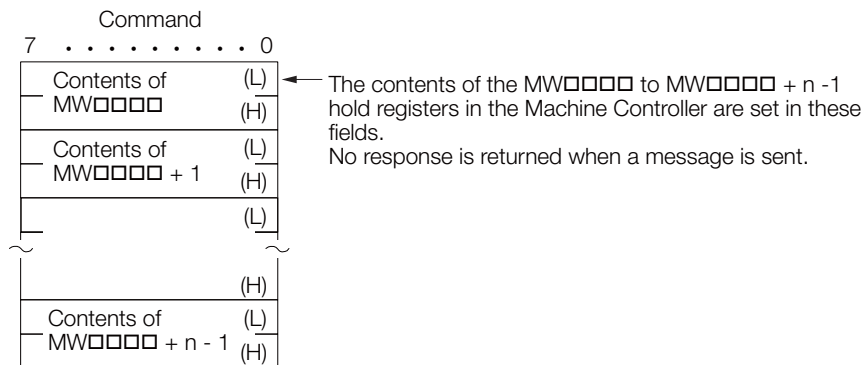 Command
7 · · · · · · · · · 0
Contents of (L)
MW□□□□ (H)
The contents of the MW□□□□ to MW□□□□ + n -1
hold registers in the Machine Controller are set in these
fields.
No response is returned when a message is sent.
Contents of (L)
MW□□□□ + 1 (H)
(L)
(H)
Contents of (L)
MW□□□□ + n - 1 (H)